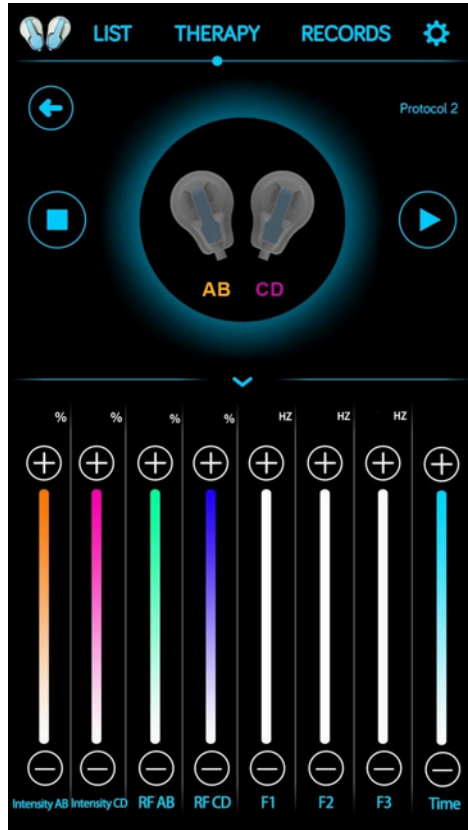 LIST THERAPY RECORDS
Protocol 2
AB CD
% % % % HZ HZ HZ
Intensity AB Intensity CD RF AB RF CD F1 F2 F3 Time